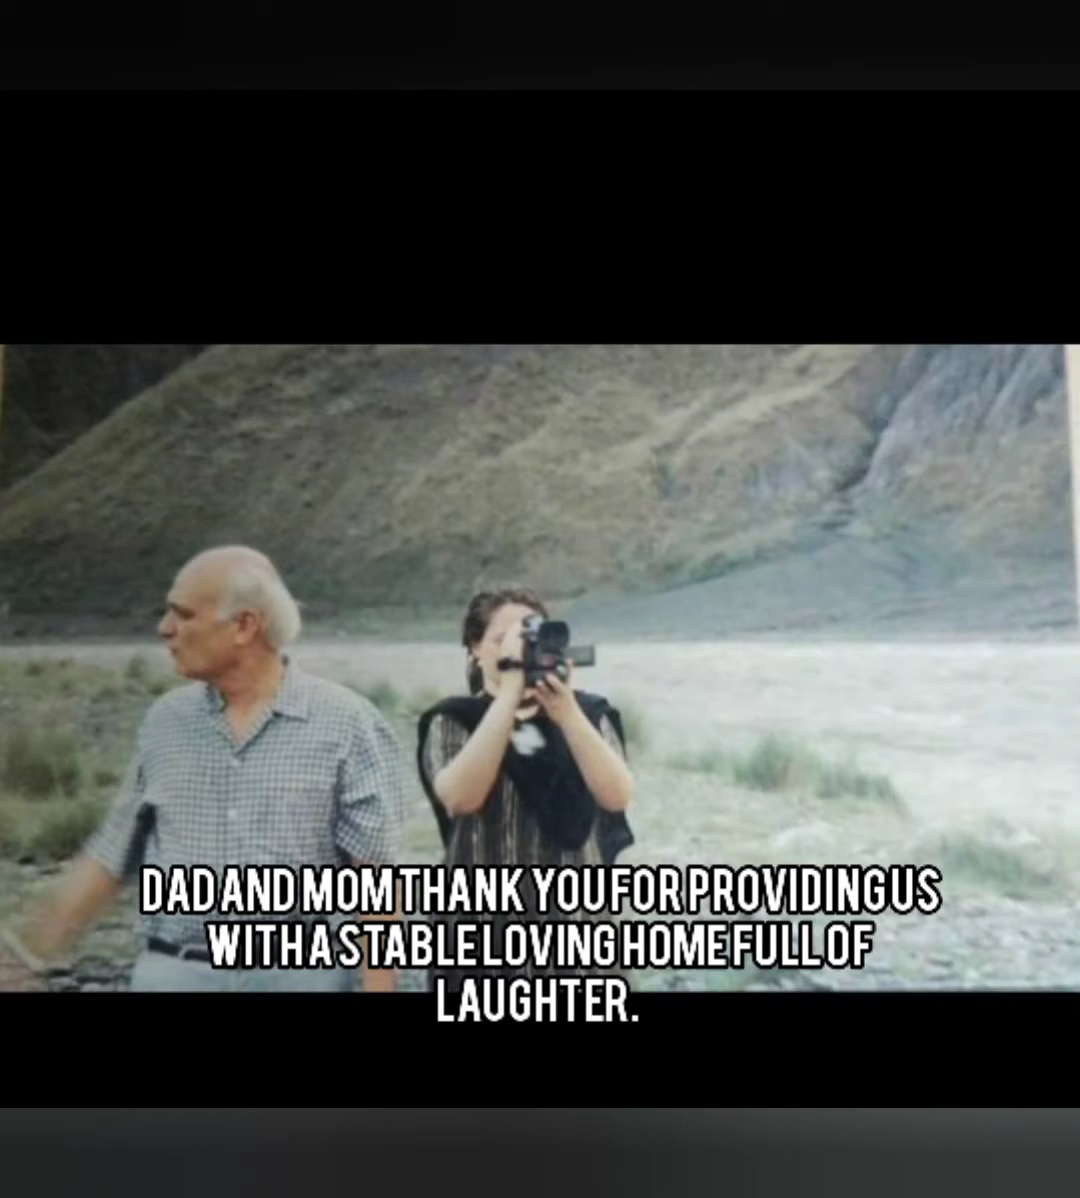 DAD AND MOM THANK YOU FOR PROVIDING US
WITH A STABLE LOVING HOME FULL OF
LAUGHTER.